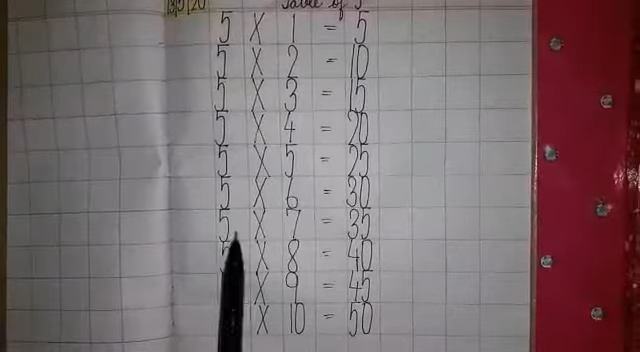 Table of 5
5 X 1 = 5
5 X 2 = 10
5 X 3 = 15
5 X 4 = 20
5 X 5 = 25
5 X 6 = 30
5 X 7 = 35
5 X 8 = 40
X 9 = 45
X 10 = 50